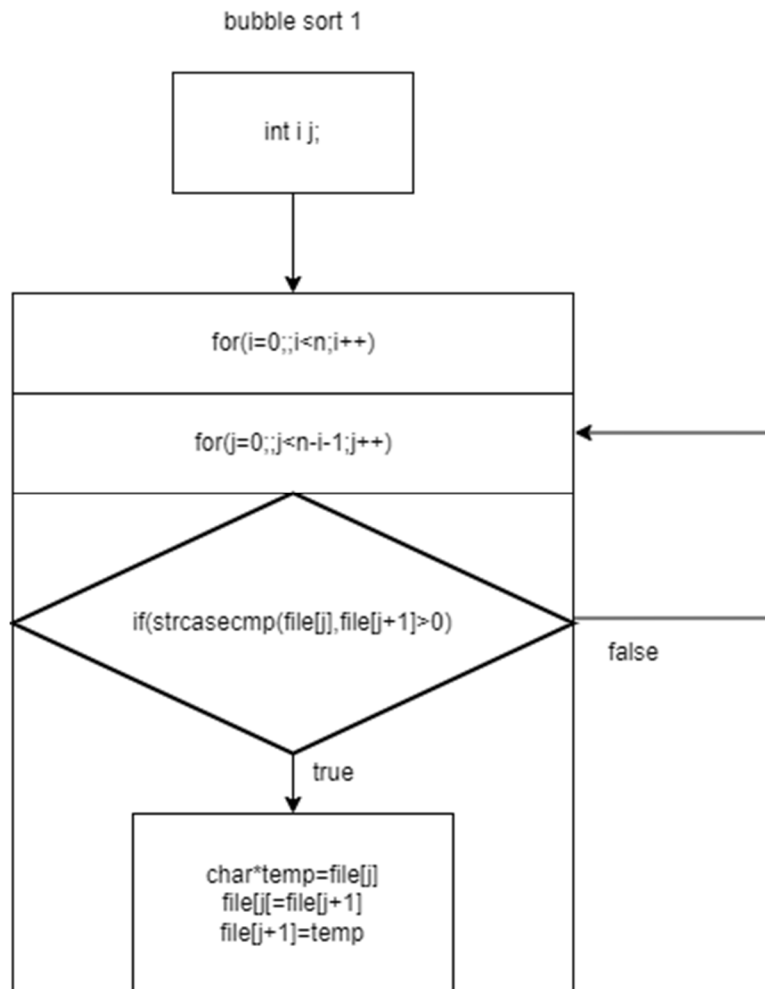 bubble sort 1
int i j;
for(i=0;;i<n;i++)
for(j=0;;j<n-i-1;j++)
if(strcasecmp(file[j],file[j+1]>0)
false
true
char*temp=file[j]
file[j[=file[j+1]
file[j+1]=temp